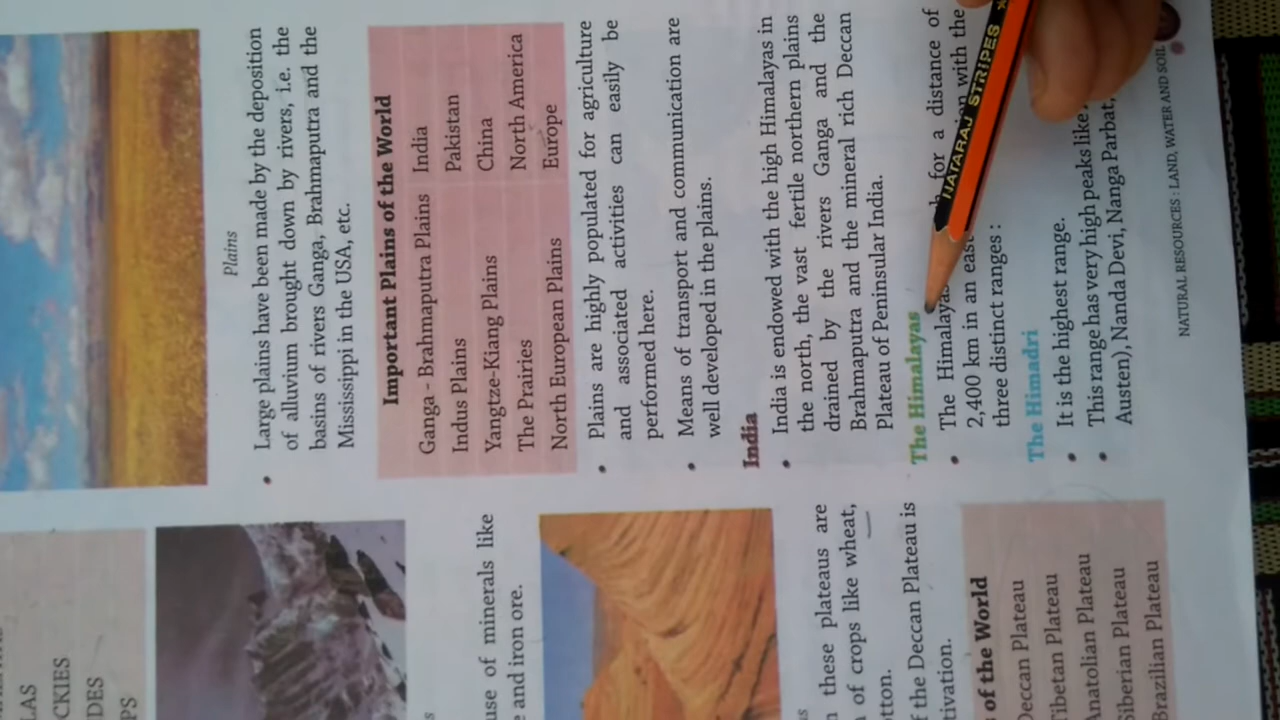 LAS
CKIES
DES
PS
use of minerals like
and iron ore.
these plateaus are
of crops like wheat,
otton.
f the Deccan Plateau is
tivation.
of the World
Deccan Plateau
Tibetan Plateau
Anatolian Plateau
Siberian Plateau
Brazilian Plateau
Plains
• Large plains have been made by the deposition
of alluvium brought down by rivers, i.e. the
basins of rivers Ganga, Brahmaputra and the
Mississippi in the USA, etc.
Important Plains of the World
Ganga - Brahmaputra Plains India
Indus Plains Pakistan
Yangtze-Kiang Plains China
The Prairies North America
North European Plains Europe
• Plains are highly populated for agriculture
and associated activities can easily be
performed here.
• Means of transport and communication are
well developed in the plains.
India
• India is endowed with the high Himalayas in
the north, the vast fertile northern plains
drained by the rivers Ganga and the
Brahmaputra and the mineral rich Deccan
Plateau of Peninsular India.
The Himalayas
• The Himalayas for a distance of
2,400 km in an east with the
three distinct ranges :
The Himadri
• It is the highest range.
• This range has very high peaks like
Austen), Nanda Devi, Nanga Parbat,
NATURAL RESOURCES : LAND, WATER AND SOIL
NATARAJ STRIPES